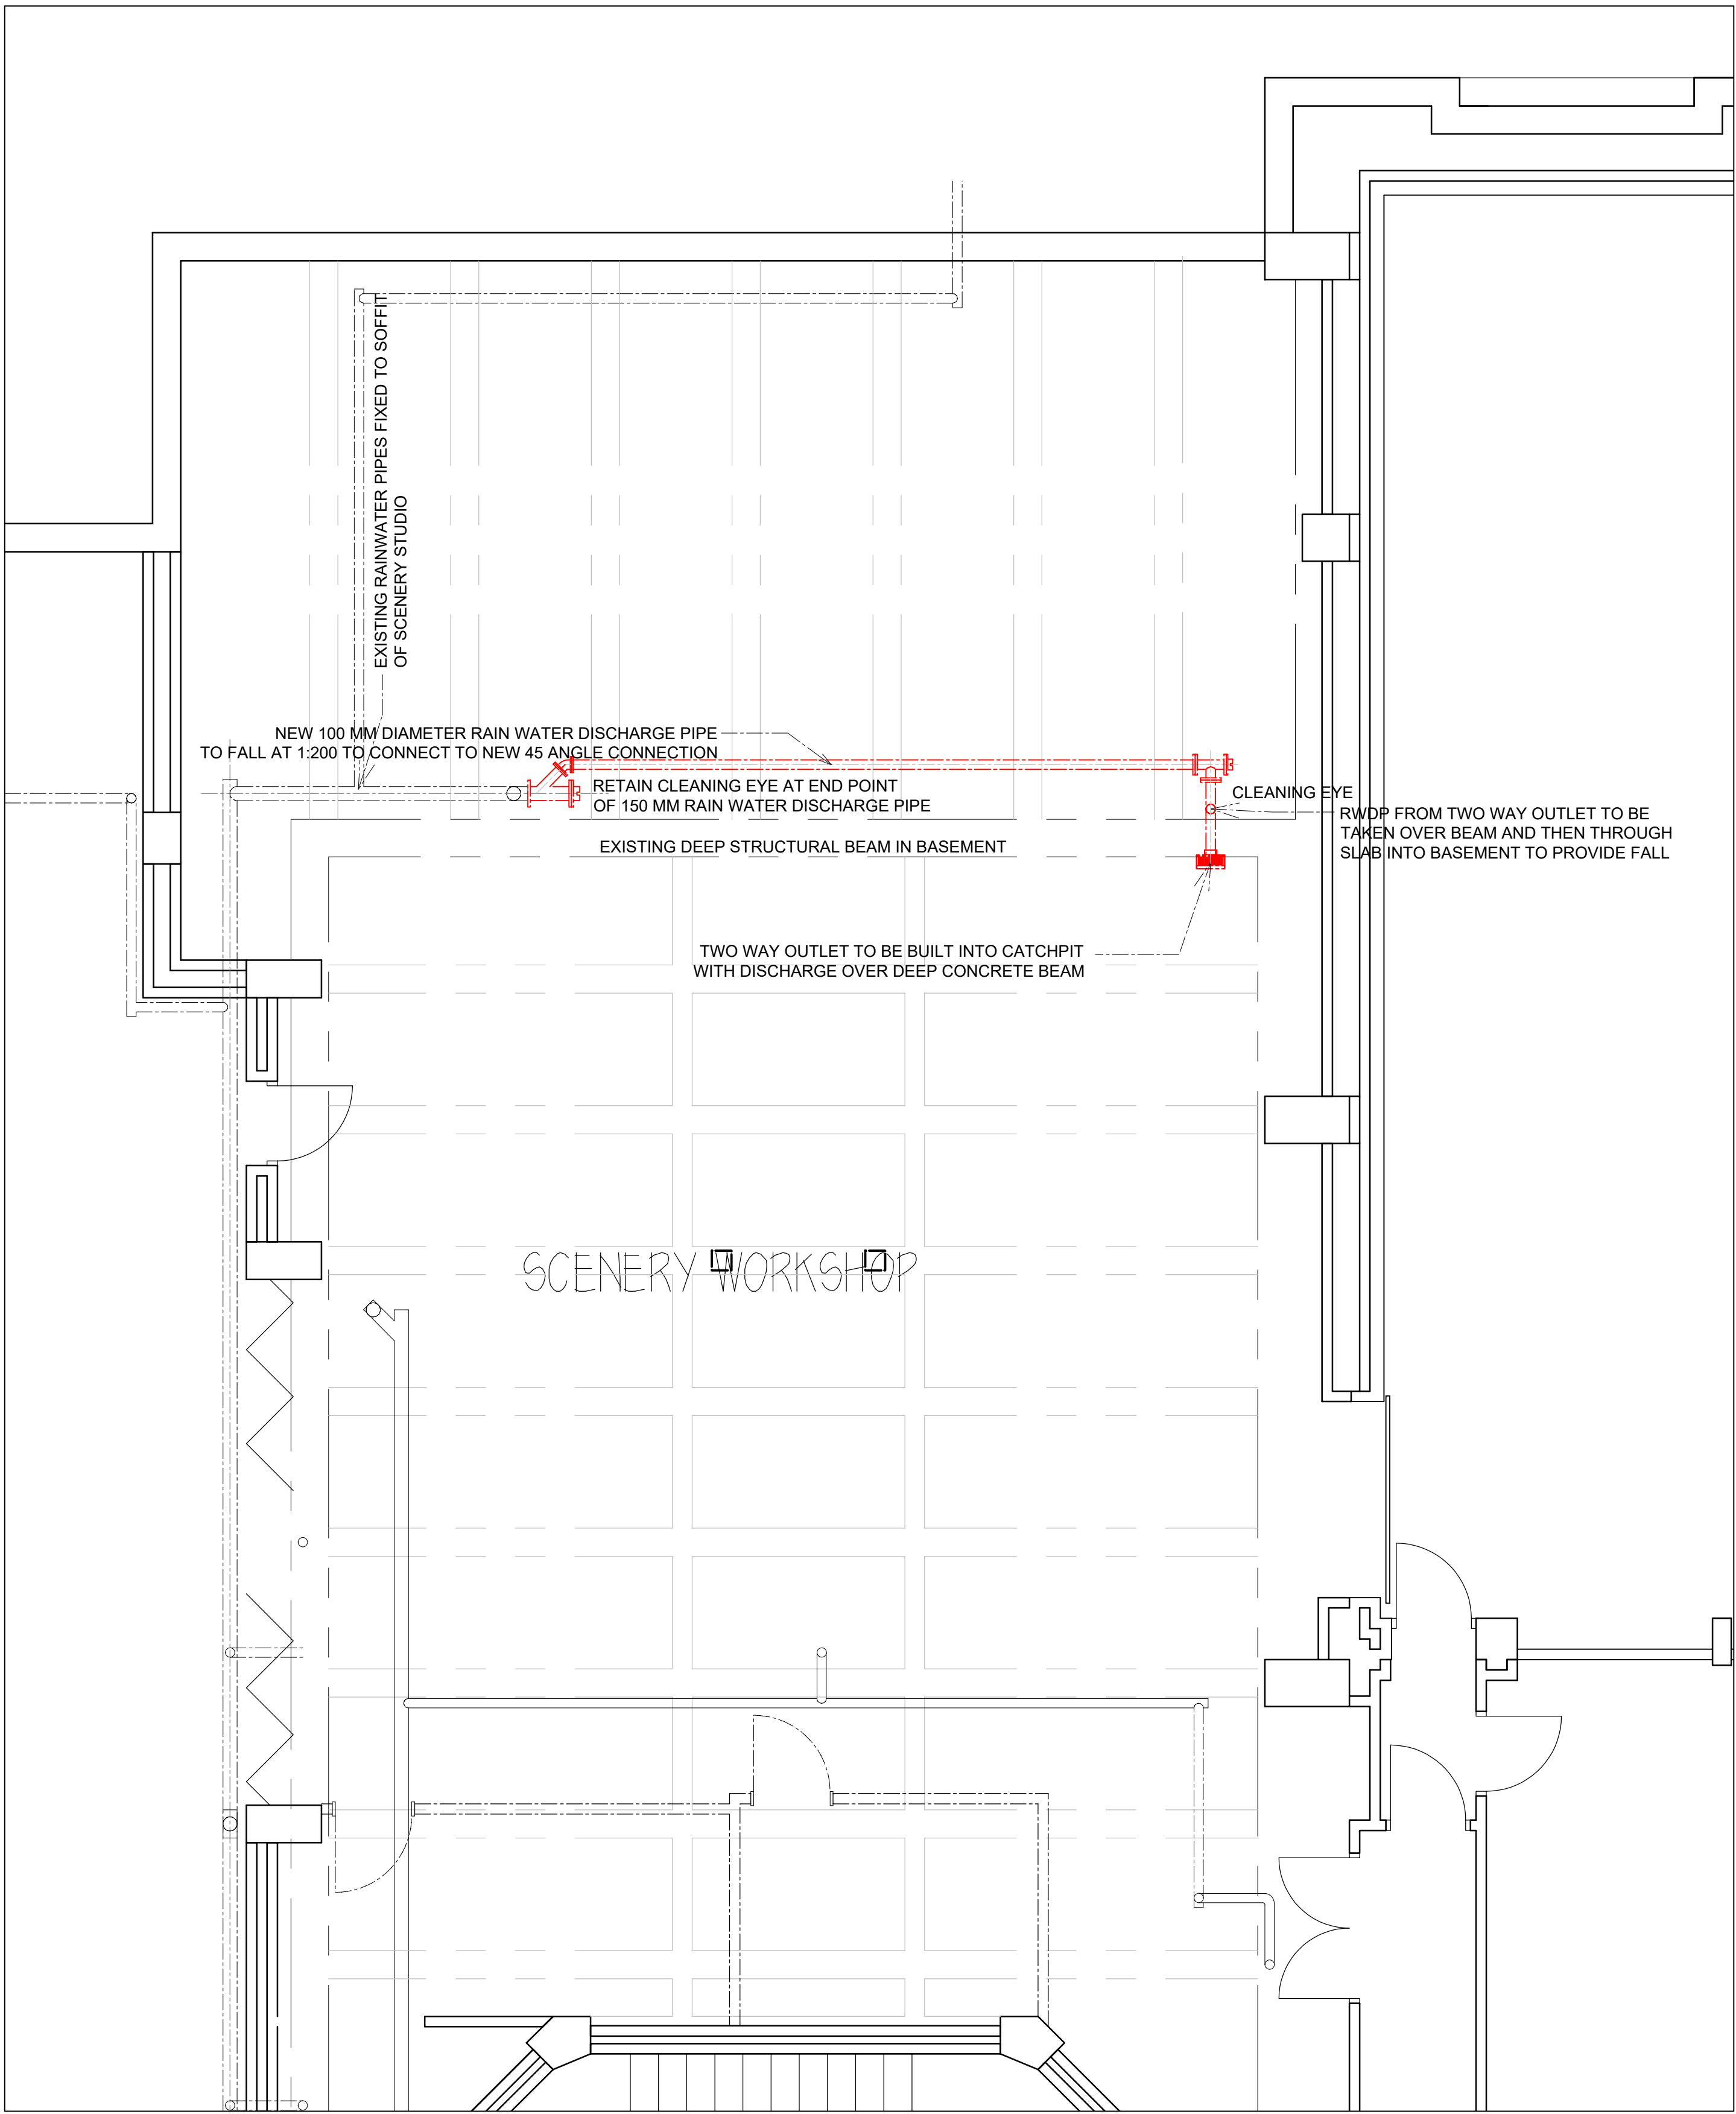 EXISTING RAINWATER PIPES FIXED TO SOFFIT
OF SCENERY STUDIO
NEW 100 MM DIAMETER RAIN WATER DISCHARGE PIPE
TO FALL AT 1:200 TO CONNECT TO NEW 45 ANGLE CONNECTION
RETAIN CLEANING EYE AT END POINT
OF 150 MM RAIN WATER DISCHARGE PIPE
CLEANING EYE
RWDP FROM TWO WAY OUTLET TO BE
TAKEN OVER BEAM AND THEN THROUGH
SLAB INTO BASEMENT TO PROVIDE FALL
EXISTING DEEP STRUCTURAL BEAM IN BASEMENT
TWO WAY OUTLET TO BE BUILT INTO CATCHPIT
WITH DISCHARGE OVER DEEP CONCRETE BEAM
SCENERY WORKSHOP